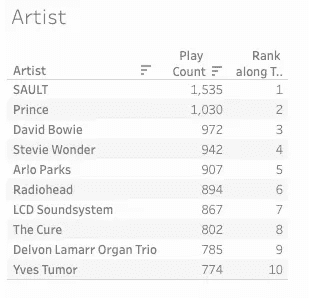 Artist
Play Rank
Artist Count along T..
SAULT 1,535 1
Prince 1,030 2
David Bowie 972 3
Stevie Wonder 942 4
Arlo Parks 907 5
Radiohead 894 6
LCD Soundsystem 867 7
The Cure 802 8
Delvon Lamarr Organ Trio 785 9
Yves Tumor 774 10